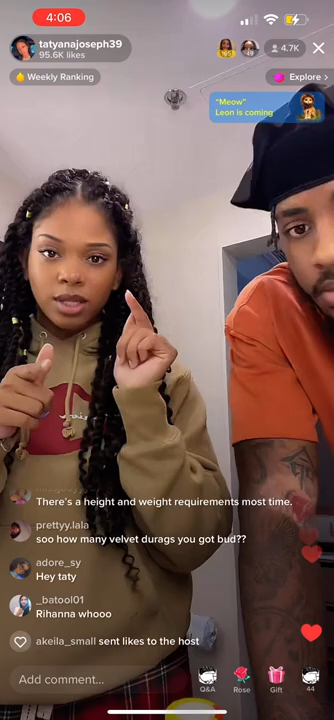 4:06
tatyanajoseph39
95.6K likes
4.7K
Weekly Ranking
Explore >
"Meow"
Leon is coming
There's a height and weight requirements most time.
prettyy.lala
soo how many velvet durags you got bud??
adore_sy
Hey taty
_batool01
Rihanna whooo
akeila_small sent likes to the host
Add comment...
Q&A
Rose
Gift
44